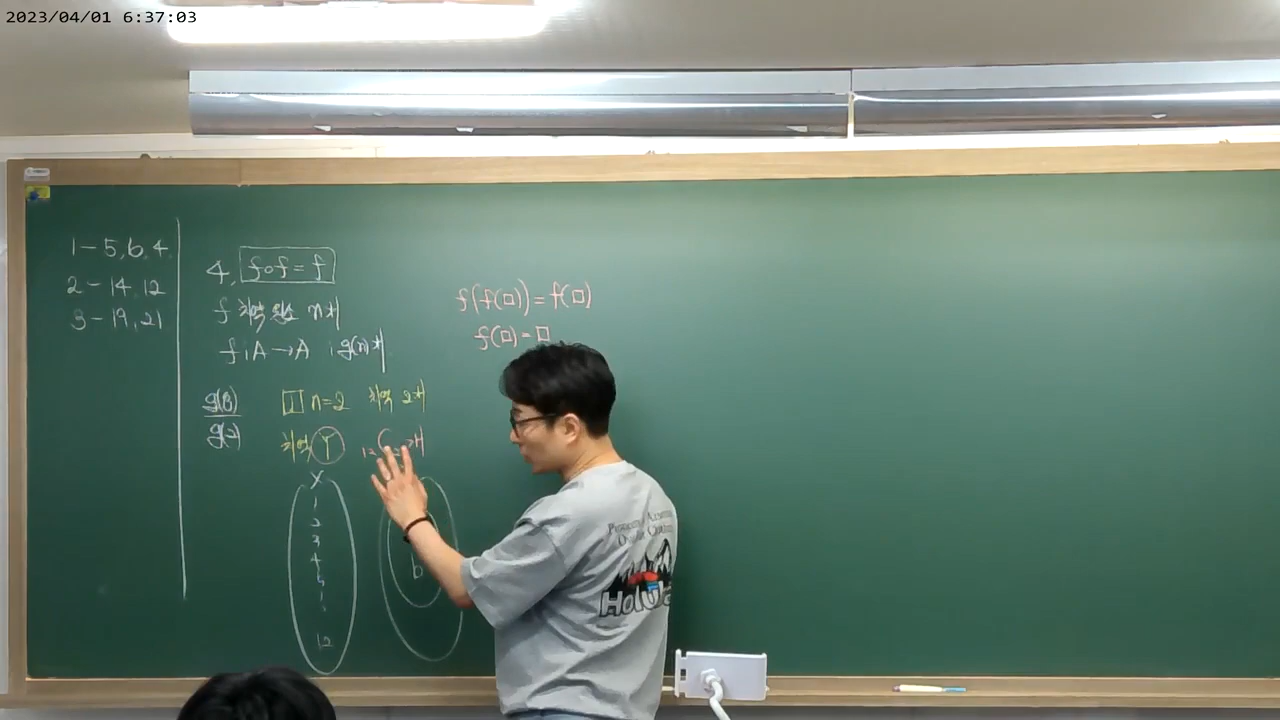 2023/04/01 6:37:03
1-5,6,4
2-14,12
3-19,21
4. f∘f=f
f 치역 원소 n개
f:A→A : g(n)개
g(8)
g(2)
1 n=2 치역 2개
치역 Y
X
1
2
3
4
5
12
b
f(f(□))=f(□)
f(□)=□